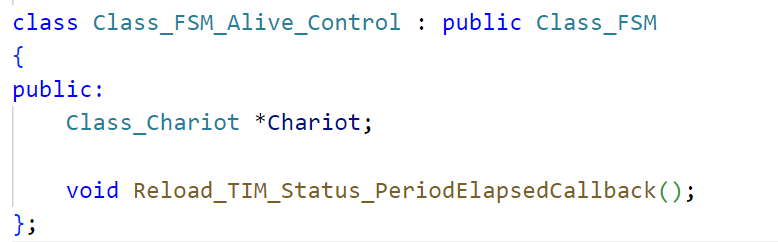 class Class_FSM_Alive_Control : public Class_FSM
{
public:
    Class_Chariot *Chariot;

    void Reload_TIM_Status_PeriodElapsedCallback();
};